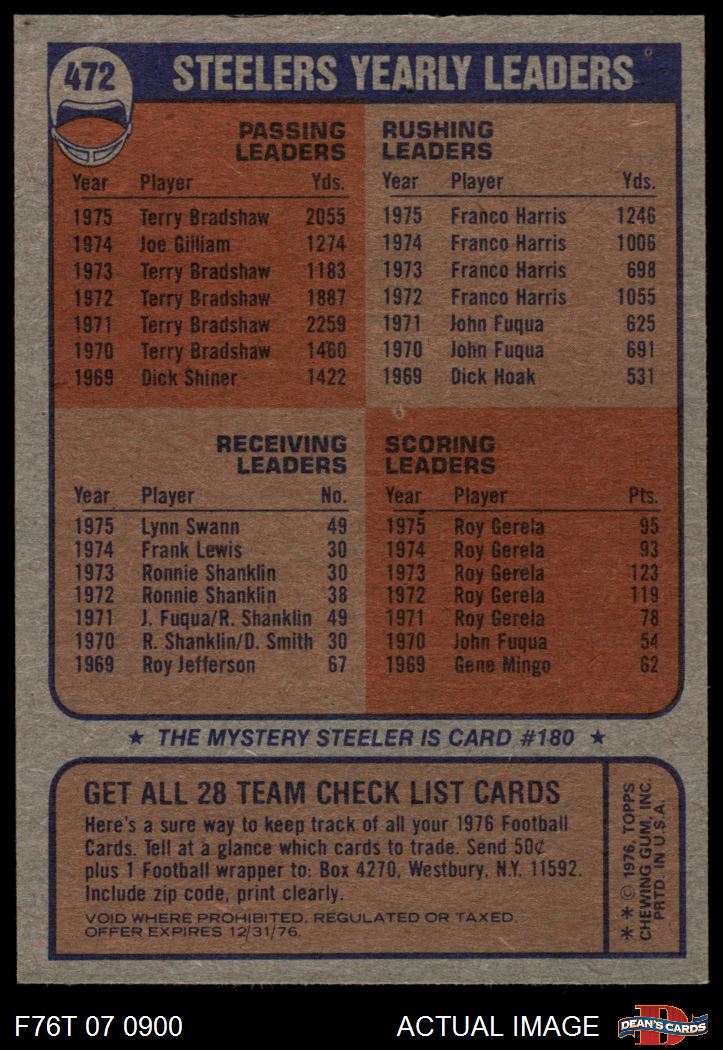 472
STEELERS YEARLY LEADERS
PASSING
LEADERS
Year Player Yds.
1975 Terry Bradshaw 2055
1974 Joe Gilliam 1274
1973 Terry Bradshaw 1183
1972 Terry Bradshaw 1887
1971 Terry Bradshaw 2259
1970 Terry Bradshaw 1460
1969 Dick Shiner 1422
RUSHING
LEADERS
Year Player Yds.
1975 Franco Harris 1246
1974 Franco Harris 1006
1973 Franco Harris 698
1972 Franco Harris 1055
1971 John Fuqua 625
1970 John Fuqua 691
1969 Dick Hoak 531
RECEIVING
LEADERS
Year Player No.
1975 Lynn Swann 49
1974 Frank Lewis 30
1973 Ronnie Shanklin 30
1972 Ronnie Shanklin 38
1971 J. Fuqua/R. Shanklin 49
1970 R. Shanklin/D. Smith 30
1969 Roy Jefferson 67
SCORING
LEADERS
Year Player Pts.
1975 Roy Gerela 95
1974 Roy Gerela 93
1973 Roy Gerela 123
1972 Roy Gerela 119
1971 Roy Gerela 78
1970 John Fuqua 54
1969 Gene Mingo 62
★ THE MYSTERY STEELER IS CARD #180 ★
GET ALL 28 TEAM CHECK LIST CARDS
Here's a sure way to keep track of all your 1976 Football
Cards. Tell at a glance which cards to trade. Send 50¢
plus 1 Football wrapper to: Box 4270, Westbury, N.Y. 11592.
Include zip code, print clearly.
VOID WHERE PROHIBITED, REGULATED OR TAXED.
OFFER EXPIRES 12/31/76.
* * © 1976, TOPPS
CHEWING GUM, INC.
PRTD. IN U.S.A.
F76T 07 0900
ACTUAL IMAGE
D
DEAN'S CARDS